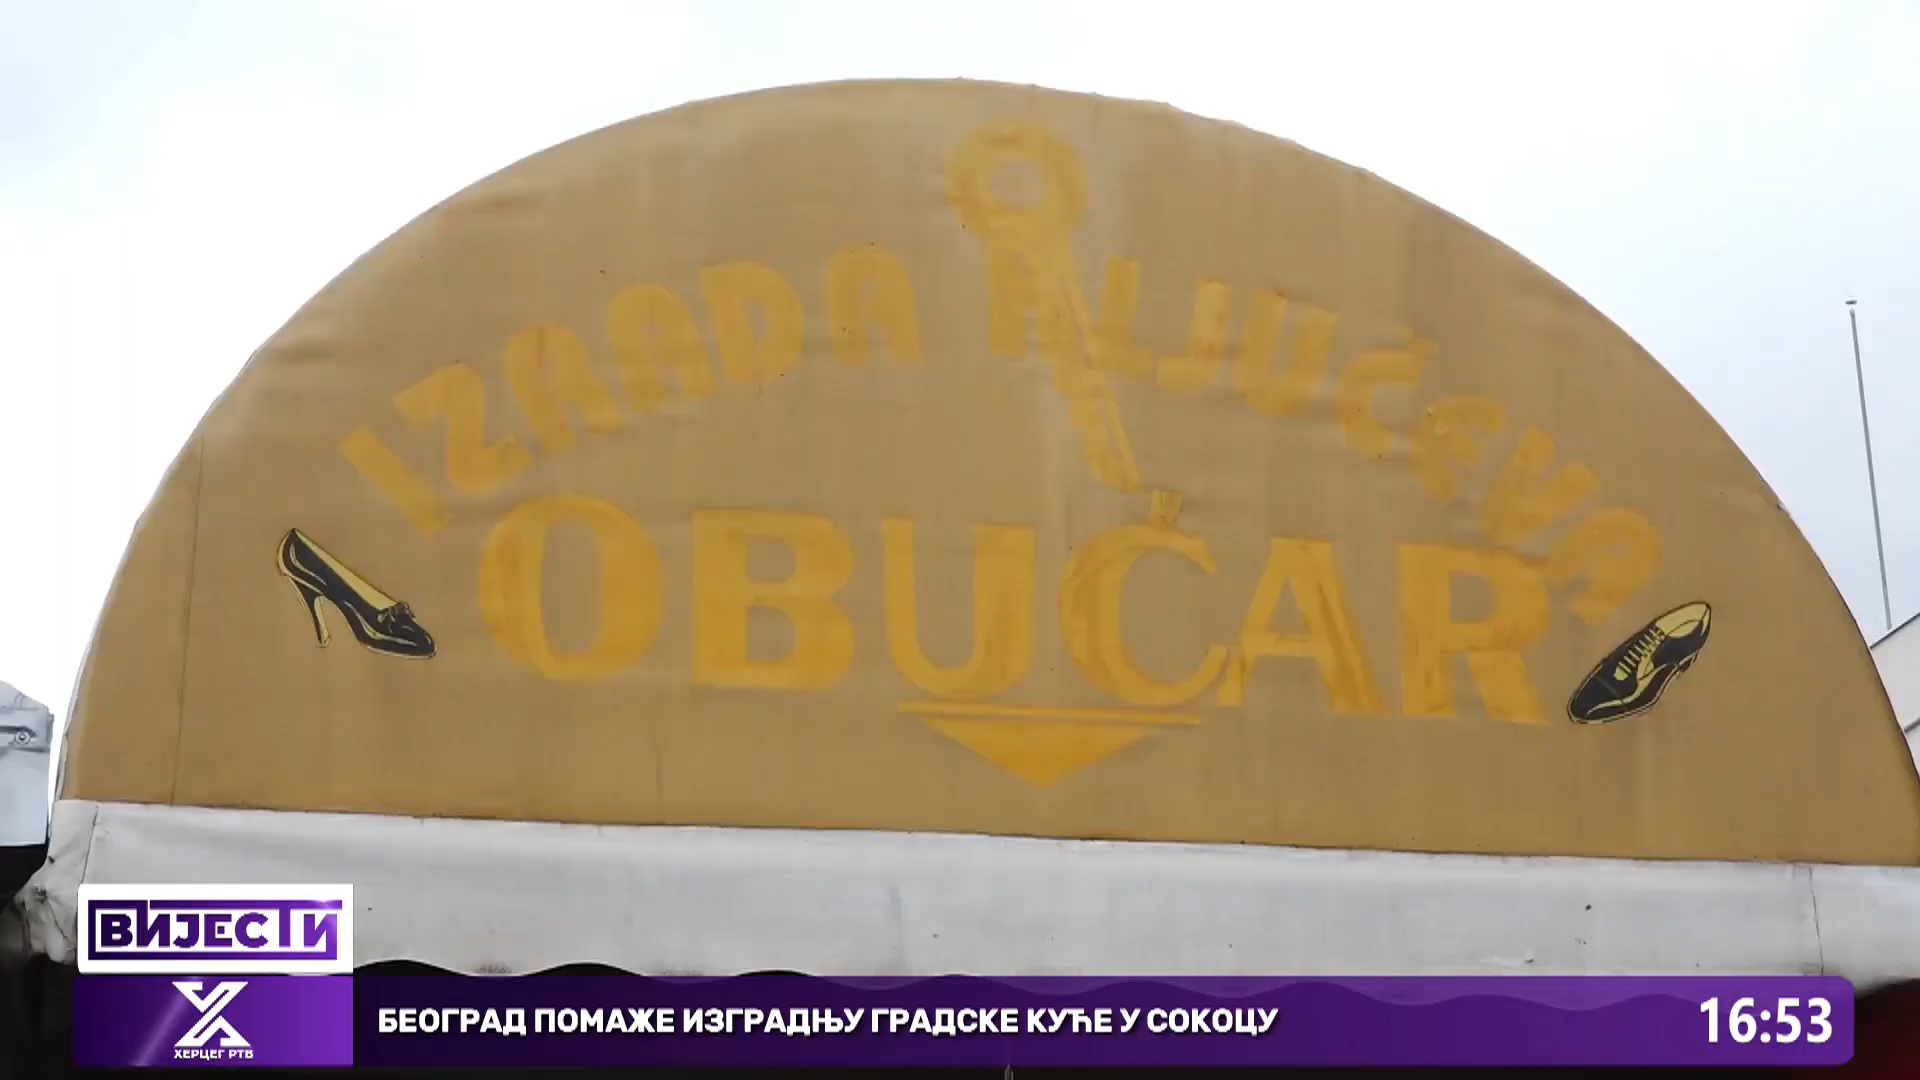 IZRADA KLJUČEVA
OBUĆAR
ВИЈЕСТИ
ХЕРЦЕГ РТВ
БЕОГРАД ПОМАЖЕ ИЗГРАДЊУ ГРАДСКЕ КУЋЕ У СОКОЦУ
16:53